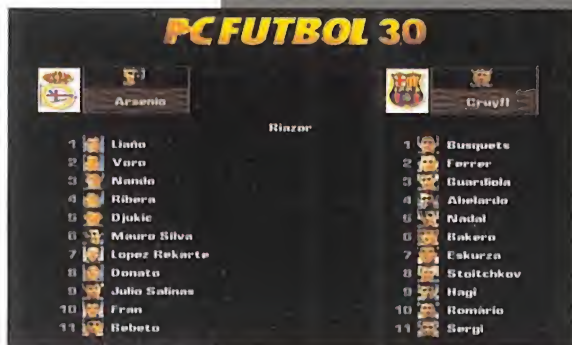 PC FUTBOL 30
Arsenio
Cruyff
Riazor
1 Liaño
2 Voro
3 Nando
4 Ribera
5 Djukic
6 Mauro Silva
7 Lopez Rekarte
8 Donato
9 Julio Salinas
10 Fran
11 Bebeto
1 Busquets
2 Ferrer
3 Guardiola
4 Abelardo
5 Nadal
6 Bakero
7 Eskurza
8 Stoitchkov
9 Hagi
10 Romário
11 Sergi